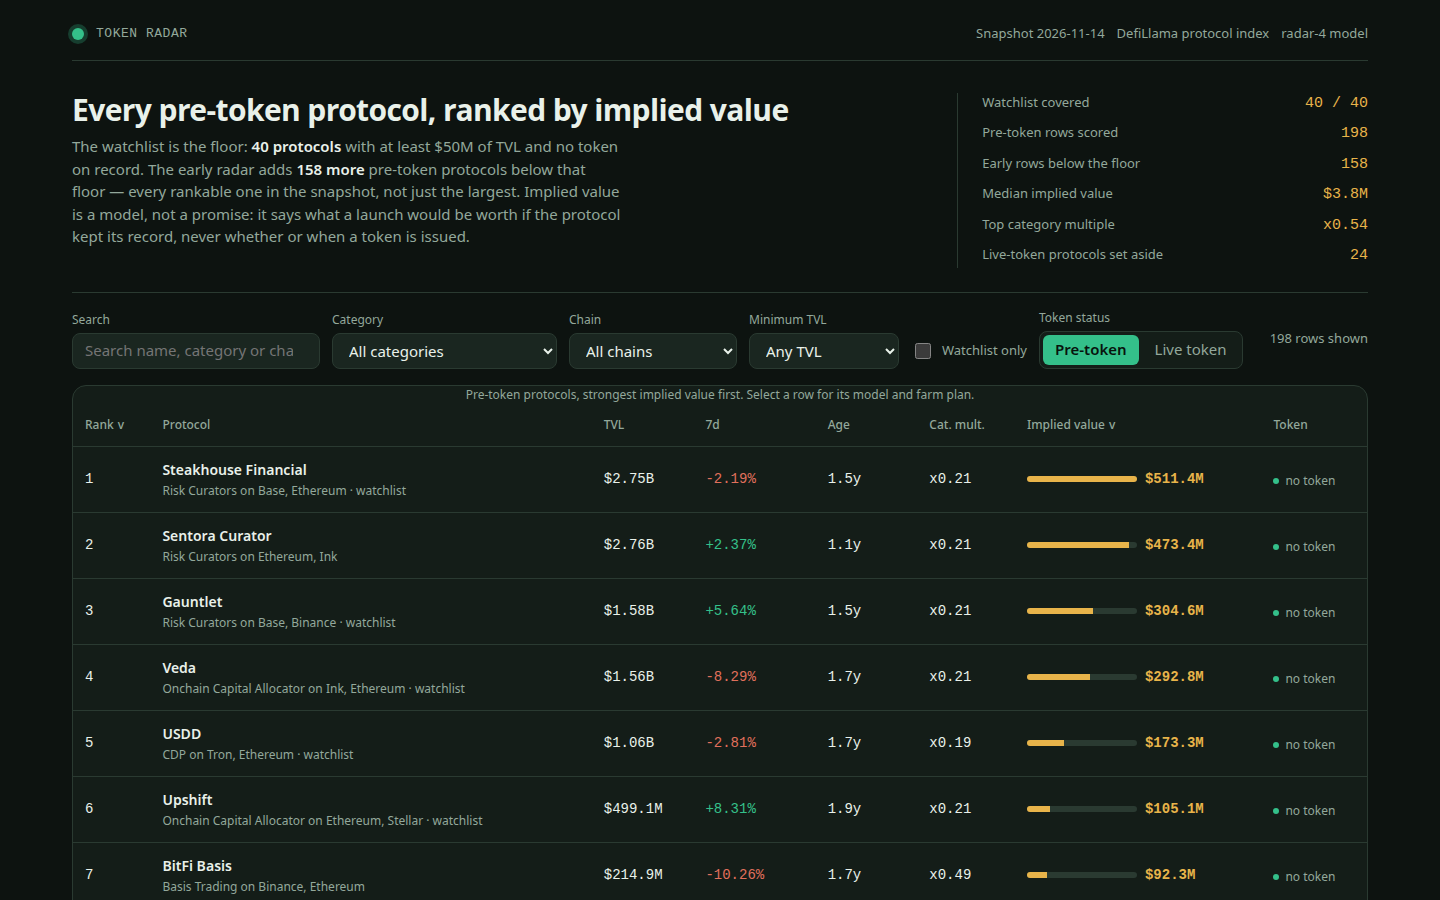 TOKEN RADAR
Snapshot 2026-11-14 DefiLlama protocol index radar-4 model
Every pre-token protocol, ranked by implied value
The watchlist is the floor: 40 protocols with at least $50M of TVL and no token
on record. The early radar adds 158 more pre-token protocols below that
floor — every rankable one in the snapshot, not just the largest. Implied value
is a model, not a promise: it says what a launch would be worth if the protocol
kept its record, never whether or when a token is issued.
Watchlist covered 40 / 40
Pre-token rows scored 198
Early rows below the floor 158
Median implied value $3.8M
Top category multiple x0.54
Live-token protocols set aside 24
Search Category Chain Minimum TVL Token status
Search name, category or cha All categories All chains Any TVL Watchlist only Pre-token Live token 198 rows shown
Pre-token protocols, strongest implied value first. Select a row for its model and farm plan.
Rank v Protocol TVL 7d Age Cat. mult. Implied value v Token
1 Steakhouse Financial $2.75B -2.19% 1.5y x0.21 $511.4M no token
Risk Curators on Base, Ethereum · watchlist
2 Sentora Curator $2.76B +2.37% 1.1y x0.21 $473.4M no token
Risk Curators on Ethereum, Ink
3 Gauntlet $1.58B +5.64% 1.5y x0.21 $304.6M no token
Risk Curators on Base, Binance · watchlist
4 Veda $1.56B -8.29% 1.7y x0.21 $292.8M no token
Onchain Capital Allocator on Ink, Ethereum · watchlist
5 USDD $1.06B -2.81% 1.7y x0.19 $173.3M no token
CDP on Tron, Ethereum · watchlist
6 Upshift $499.1M +8.31% 1.9y x0.21 $105.1M no token
Onchain Capital Allocator on Ethereum, Stellar · watchlist
7 BitFi Basis $214.9M -10.26% 1.7y x0.49 $92.3M no token
Basis Trading on Binance, Ethereum